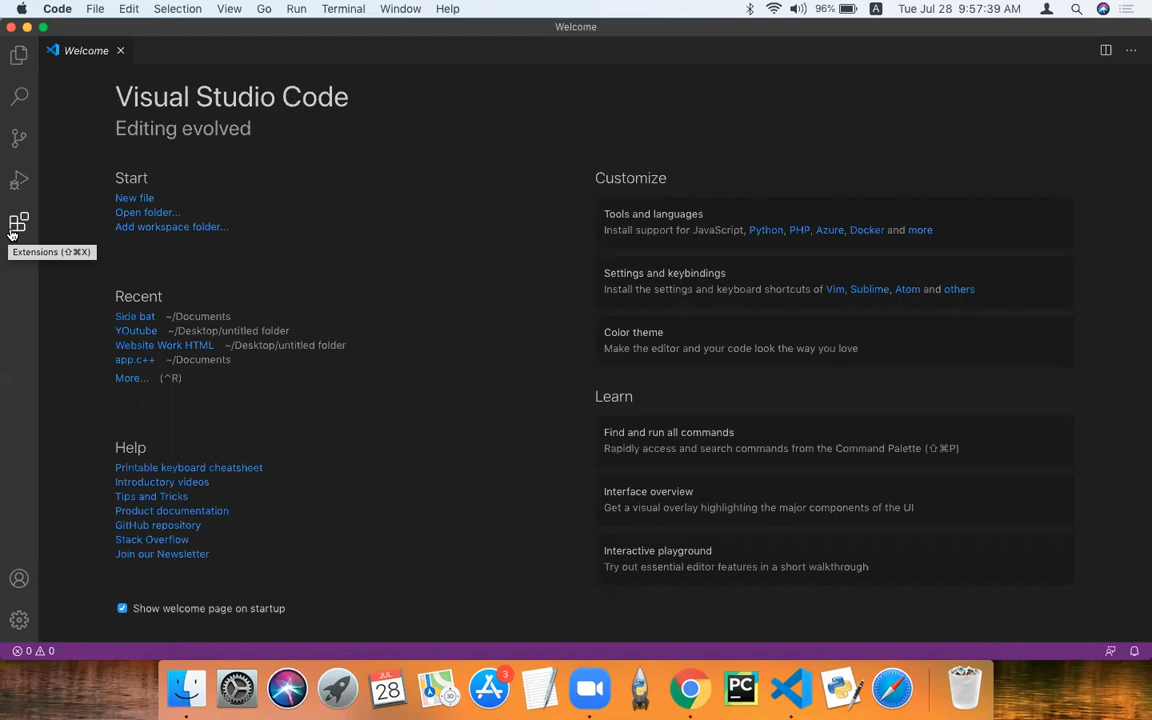 Code File Edit Selection View Go Run Terminal Window Help
96% A Tue Jul 28 9:57:39 AM
Welcome
Welcome
Visual Studio Code
Editing evolved
Start
New file
Open folder...
Add workspace folder...
Extensions (⇧⌘X)
Recent
Side bat ~/Documents
YOutube ~/Desktop/untitled folder
Website Work HTML ~/Desktop/untitled folder
app.c++ ~/Documents
More... (^R)
Help
Printable keyboard cheatsheet
Introductory videos
Tips and Tricks
Product documentation
GitHub repository
Stack Overflow
Join our Newsletter
Show welcome page on startup
Customize
Tools and languages
Install support for JavaScript, Python, PHP, Azure, Docker and more
Settings and keybindings
Install the settings and keyboard shortcuts of Vim, Sublime, Atom and others
Color theme
Make the editor and your code look the way you love
Learn
Find and run all commands
Rapidly access and search commands from the Command Palette (⇧⌘P)
Interface overview
Get a visual overlay highlighting the major components of the UI
Interactive playground
Try out essential editor features in a short walkthrough
0 0
JUL
28
3D
3
PC